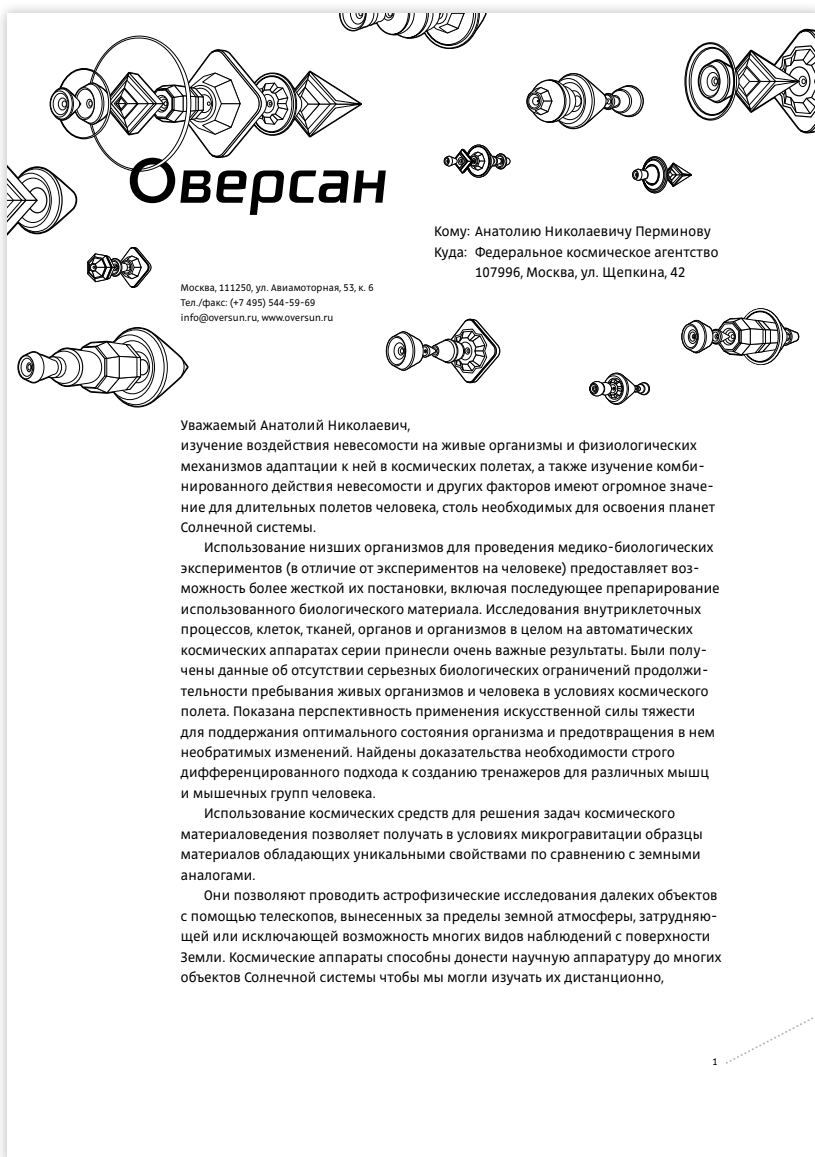 Оверсан
Кому: Анатолию Николаевичу Перминову
Куда: Федеральное космическое агентство
107996, Москва, ул. Щепкина, 42
Москва, 111250, ул. Авиамоторная, 53, к. 6
Тел./факс: (+7 495) 544-59-69
info@oversun.ru, www.oversun.ru
Уважаемый Анатолий Николаевич,
изучение воздействия невесомости на живые организмы и физиологических
механизмов адаптации к ней в космических полетах, а также изучение комби-
нированного действия невесомости и других факторов имеют огромное значе-
ние для длительных полетов человека, столь необходимых для освоения планет
Солнечной системы.
Использование низших организмов для проведения медико-биологических
экспериментов (в отличие от экспериментов на человеке) предоставляет воз-
можность более жесткой их постановки, включая последующее препарирование
использованного биологического материала. Исследования внутриклеточных
процессов, клеток, тканей, органов и организмов в целом на автоматических
космических аппаратах серии принесли очень важные результаты. Были полу-
чены данные об отсутствии серьезных биологических ограничений продолжи-
тельности пребывания живых организмов и человека в условиях космического
полета. Показана перспективность применения искусственной силы тяжести
для поддержания оптимального состояния организма и предотвращения в нем
необратимых изменений. Найдены доказательства необходимости строго
дифференцированного подхода к созданию тренажеров для различных мышц
и мышечных групп человека.
Использование космических средств для решения задач космического
материаловедения позволяет получать в условиях микрогравитации образцы
материалов обладающих уникальными свойствами по сравнению с земными
аналогами.
Они позволяют проводить астрофизические исследования далеких объектов
с помощью телескопов, вынесенных за пределы земной атмосферы, затрудняю-
щей или исключающей возможность многих видов наблюдений с поверхности
Земли. Космические аппараты способны донести научную аппаратуру до многих
объектов Солнечной системы чтобы мы могли изучать их дистанционно,
1